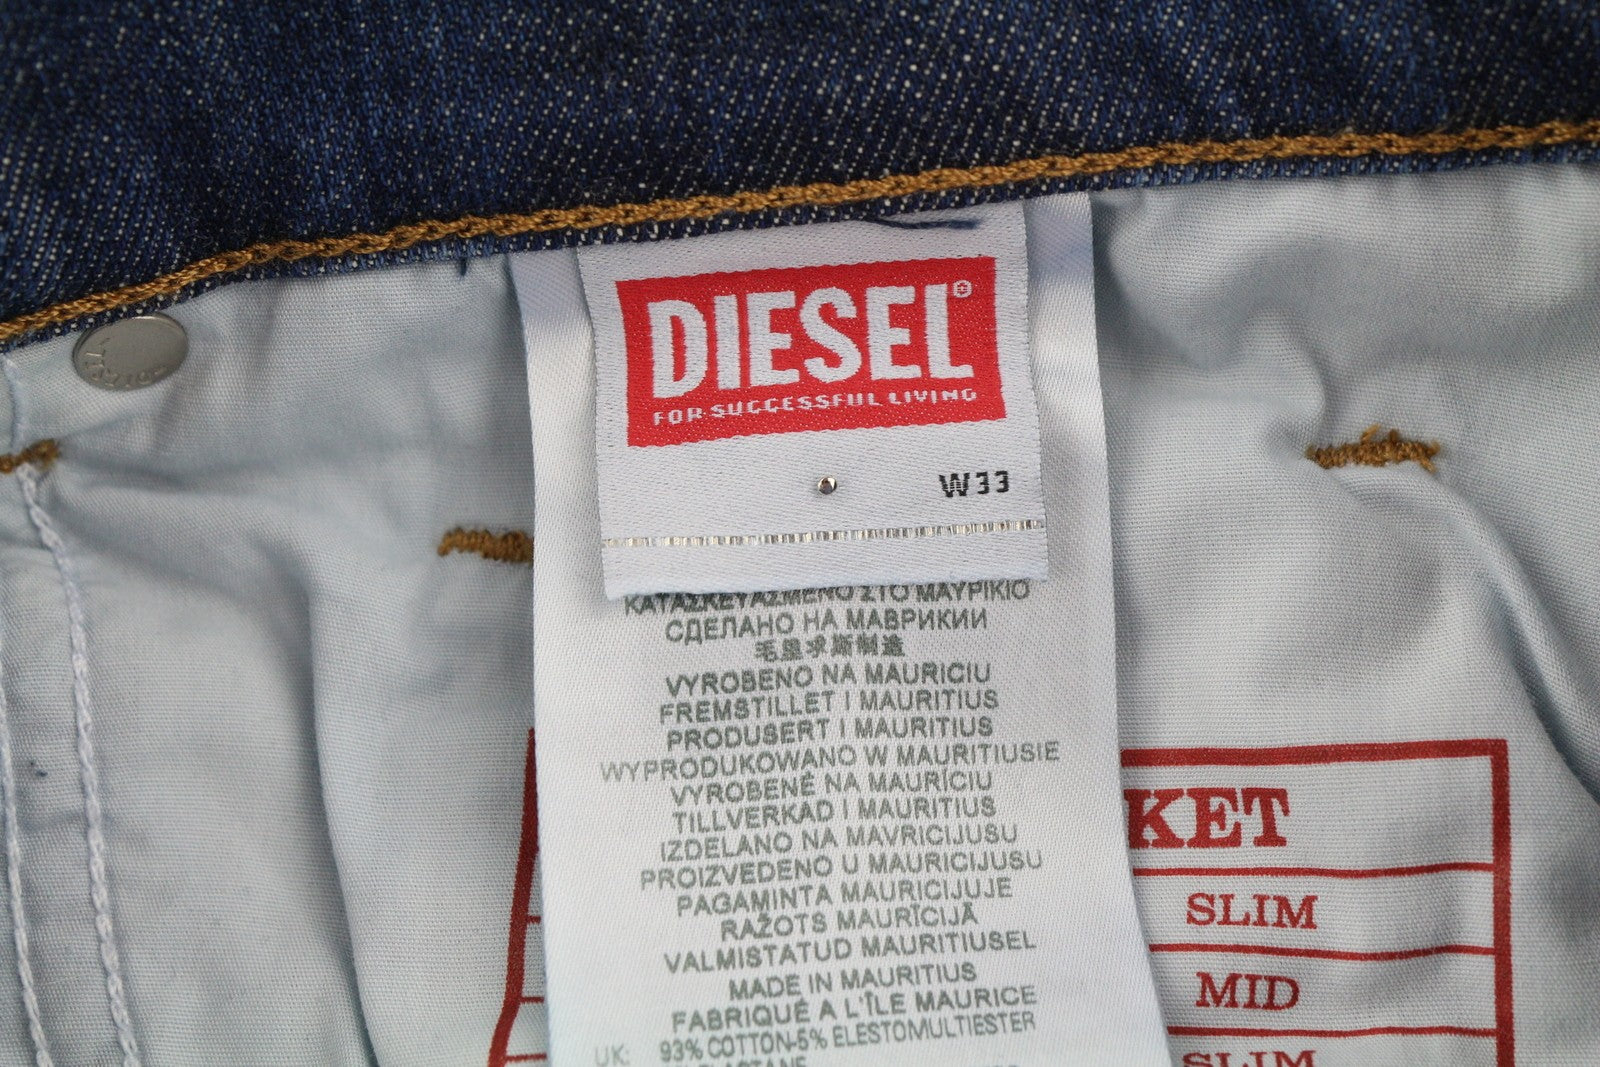 DIESEL®
FOR SUCCESSFUL LIVING
W33
ΚΑΤΑΣΚΕΥΑΣΜΕΝΟ ΣΤΟ ΜΑΥΡΙΚΙΟ
СДЕЛАНО НА МАВРИКИИ
毛里求斯制造
VYROBENO NA MAURICIU
FREMSTILLET I MAURITIUS
PRODUSERT I MAURITIUS
WYPRODUKOWANO W MAURITIUSIE
VYROBENÉ NA MAURÍCIU
TILLVERKAD I MAURITIUS
IZDELANO NA MAVRICIJUSU
PROIZVEDENO U MAURICIJUSU
PAGAMINTA MAURICIJUJE
RAŽOTS MAURĪCIJĀ
VALMISTATUD MAURITIUSEL
MADE IN MAURITIUS
FABRIQUÉ A L'ÎLE MAURICE
UK: 93% COTTON-5% ELESTOMULTIESTER
KET
SLIM
MID
SLIM